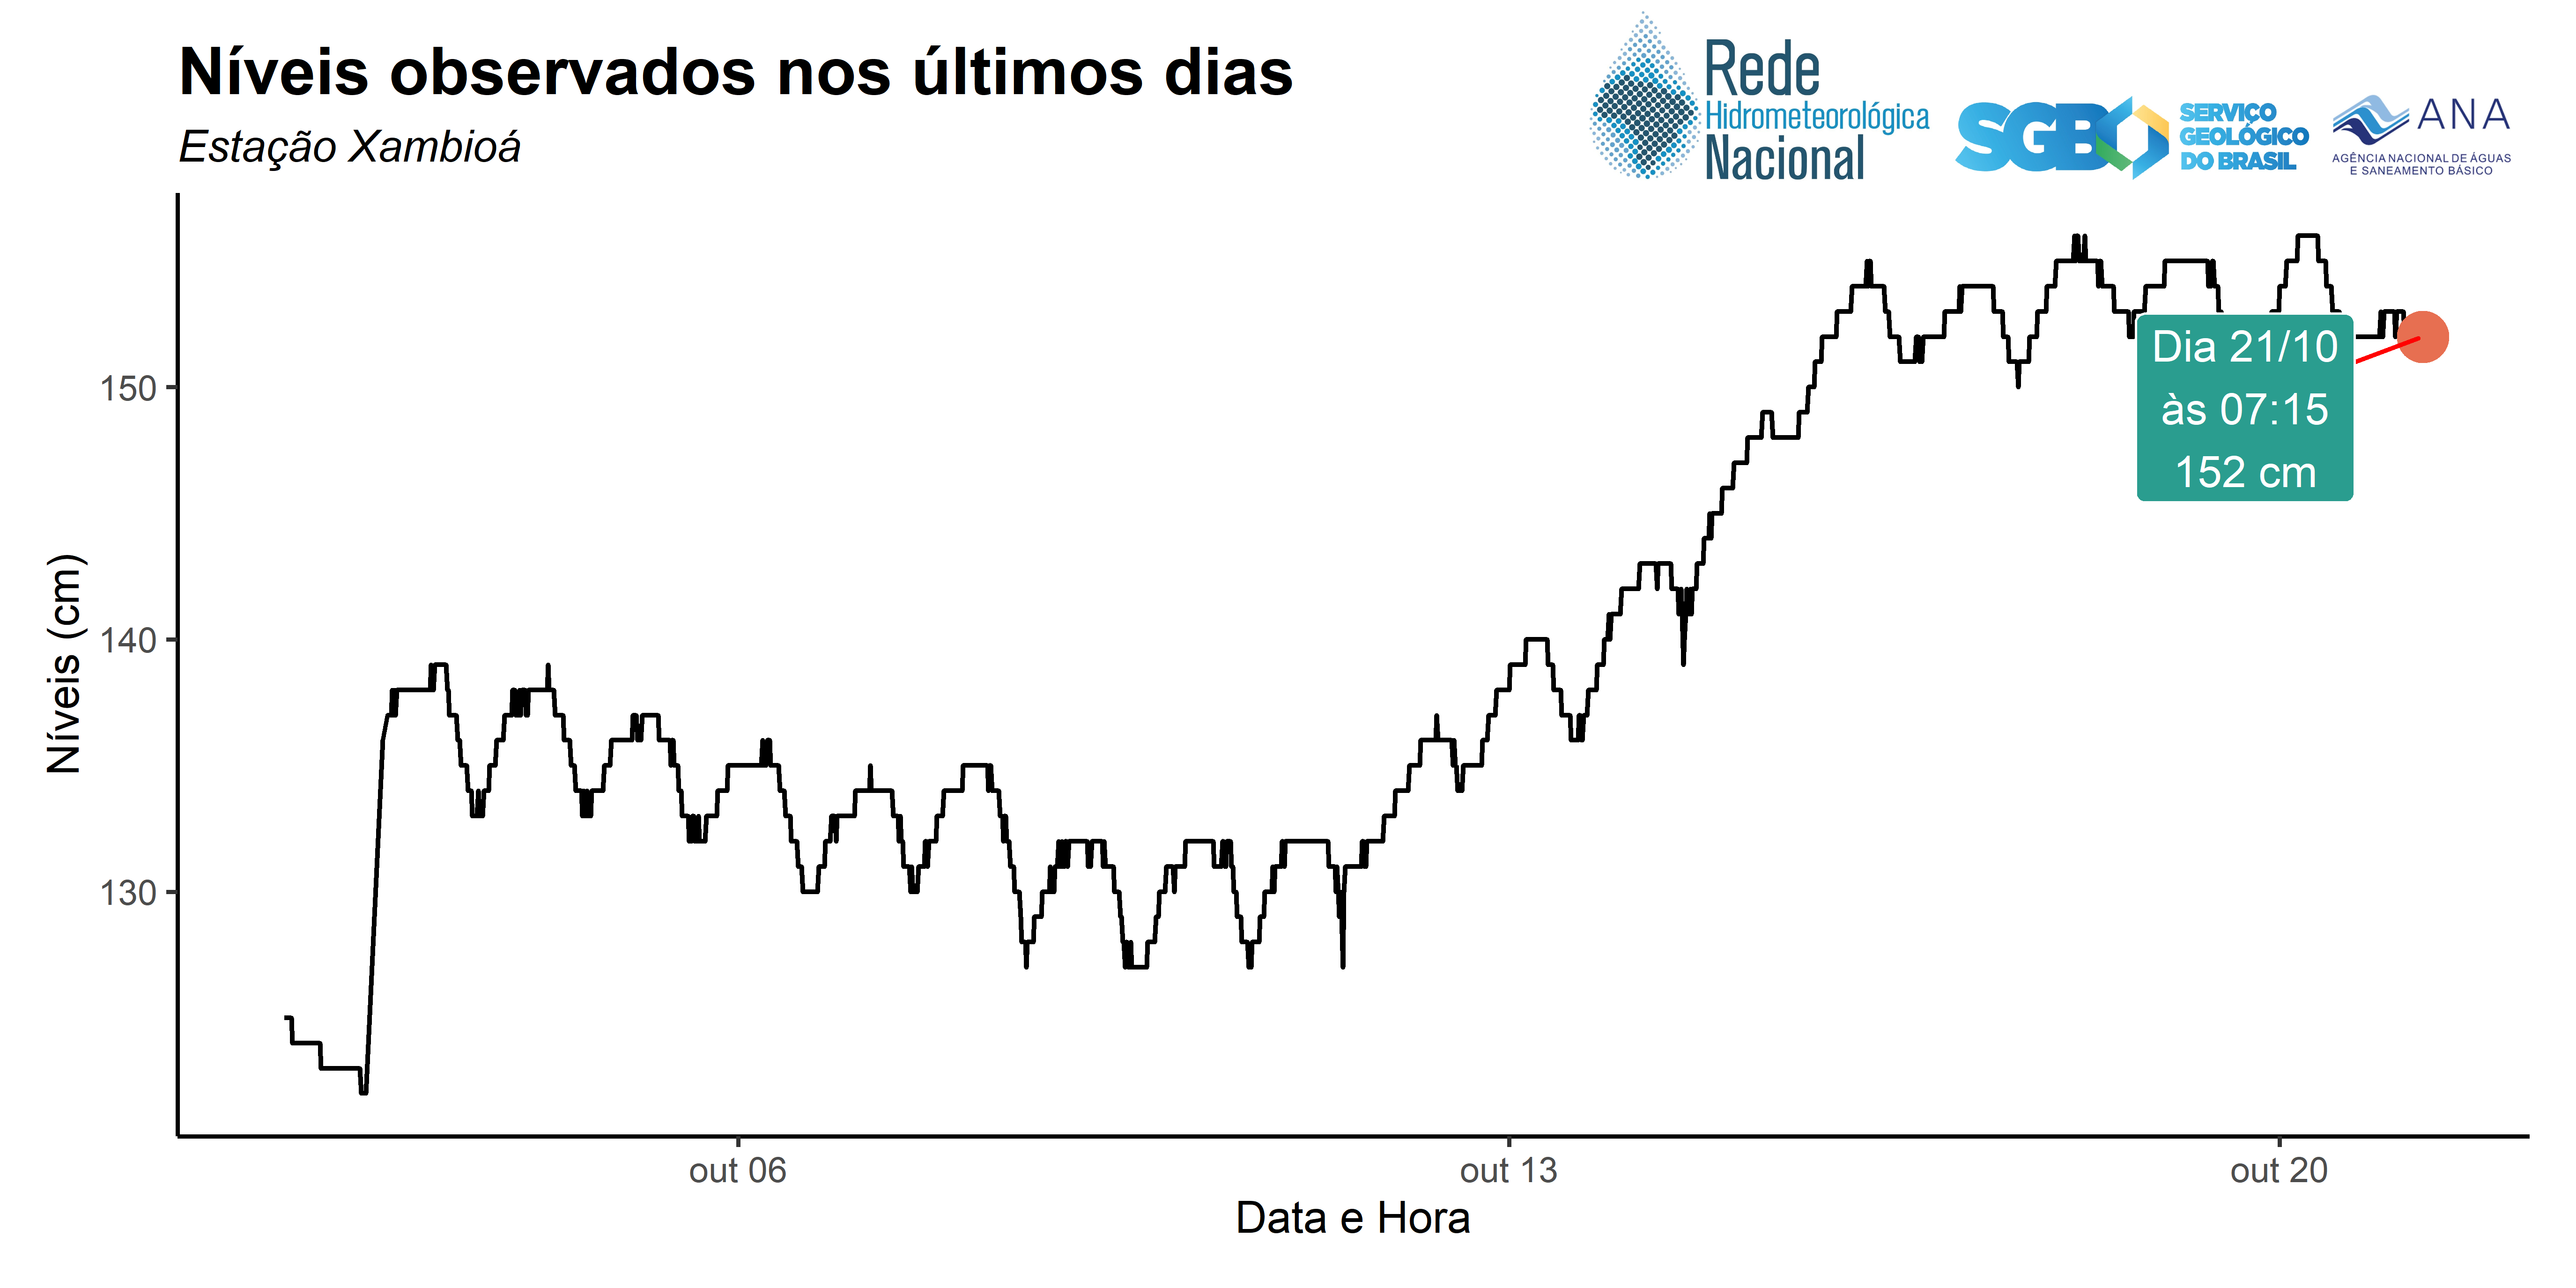 Níveis observados nos últimos dias
Estação Xambioá
Rede
Hidrometeorológica
Nacional
SGB
SERVIÇO
GEOLÓGICO
DO BRASIL
ANA
AGÊNCIA NACIONAL DE ÁGUAS
E SANEAMENTO BÁSICO
Níveis (cm)
150
140
130
Dia 21/10
às 07:15
152 cm
out 06
out 13
out 20
Data e Hora